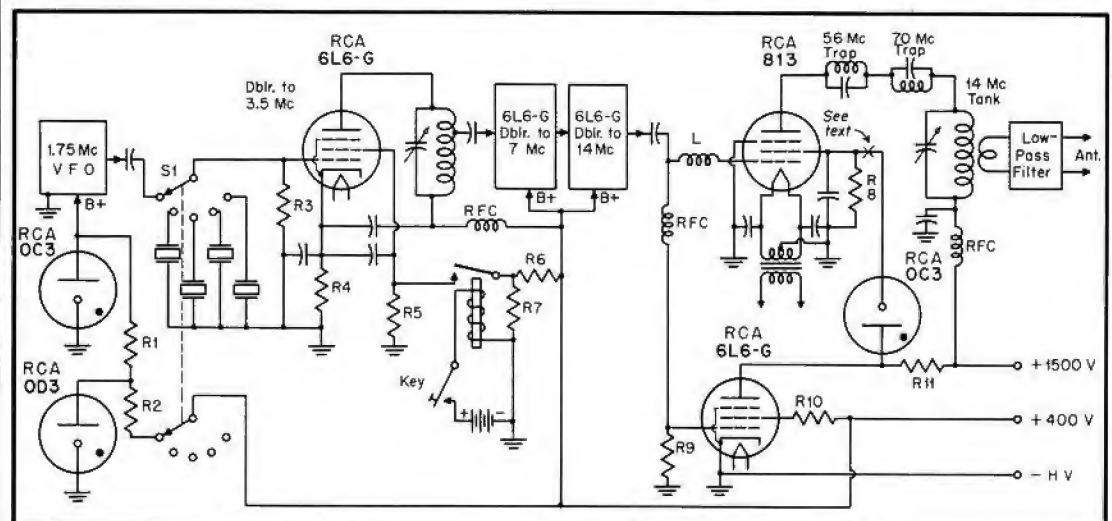 RCA
6L6-G
Dblr. to
3.5 Mc
1.75 Mc
V F O
B+
S1
RCA
OC3
RCA
OD3
R1
R2
R3
R4
R5
R6
R7
RFC
Key
+
-
6L6-G
Dblr. to
7 Mc
6L6-G
Dblr. to
14 Mc
B+
B+
L
RFC
RCA
813
56 Mc
Trap
70 Mc
Trap
14 Mc
Tank
See
text
R
8
Low-
Pass
Filter
Ant.
RCA
OC3
RFC
RCA
6L6-G
R9
R10
R11
+ 1500 V
+ 400 V
- H V